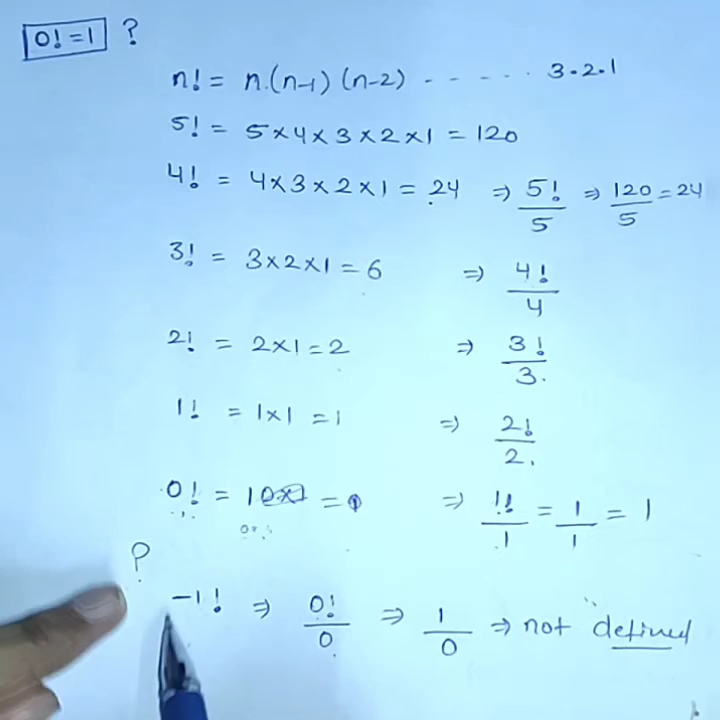 0! = 1 ?
n! = n.(n-1) (n-2) - - - - - - 3.2.1
5! = 5×4×3×2×1 = 120
4! = 4×3×2×1 = 24 ⇒ 5!/5 ⇒ 120/5 = 24
3! = 3×2×1 = 6 ⇒ 4!/4
2! = 2×1 = 2 ⇒ 3!/3
1! = 1×1 = 1 ⇒ 2!/2
0! = 1 = ⇒ 1!/1 = 1/1 = 1
?
-1! ⇒ 0!/0 ⇒ 1/0 ⇒ not defined